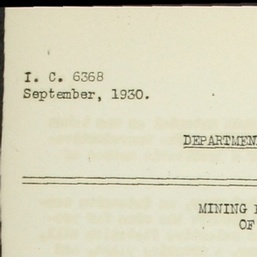 I. C. 6368
September, 1930.
DEPARTMEN
MINING
OF